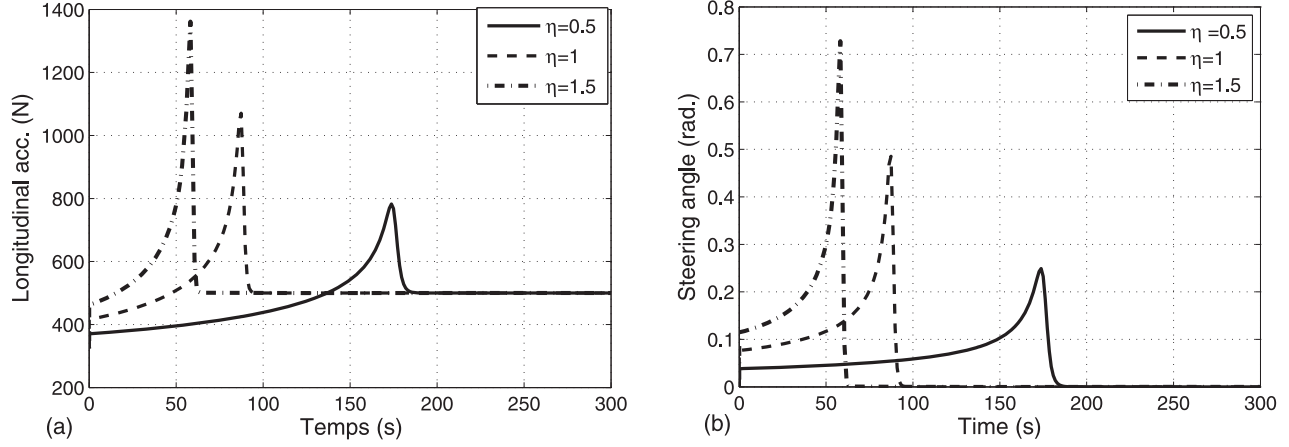 Longitudinal acc. (N)
1400
1200
1000
800
600
400
200
0
50
100
150
200
250
300
Temps (s)
(a)
η=0.5
η=1
η=1.5
Steering angle (rad.)
0.8
0.7
0.6
0.5
0.4
0.3
0.2
0.1
0
0
50
100
150
200
250
300
Time (s)
(b)
η =0.5
η=1
η=1.5